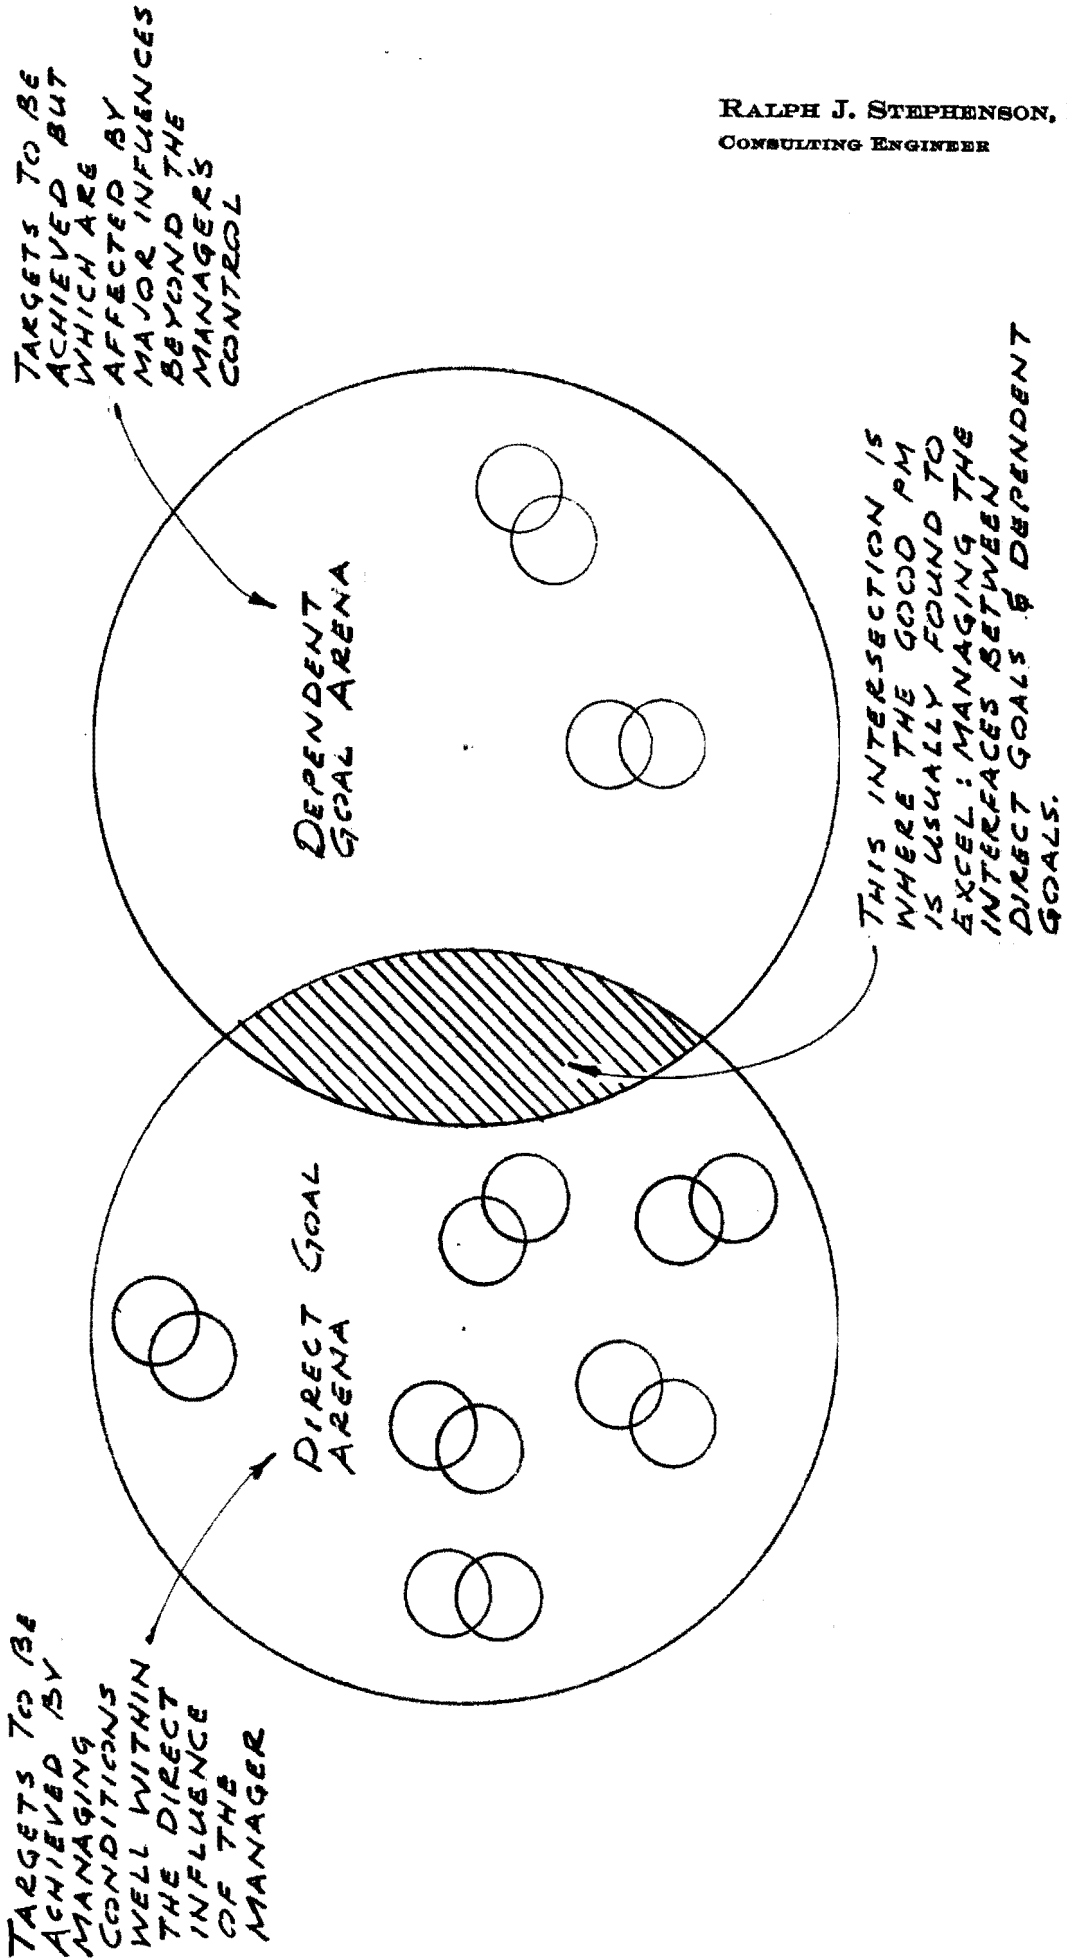 RALPH J. STEPHENSON,
CONSULTING ENGINEER
TARGETS TO BE
ACHIEVED BY
MANAGING
CONDITIONS
WELL WITHIN
THE DIRECT
INFLUENCE
OF THE
MANAGER
DIRECT GOAL
ARENA
TARGETS TO BE
ACHIEVED BUT
WHICH ARE
AFFECTED BY
MAJOR INFLUENCES
BEYOND THE
MANAGER'S
CONTROL
DEPENDENT
GOAL ARENA
THIS INTERSECTION IS
WHERE THE GOOD PM
IS USUALLY FOUND TO
EXCEL: MANAGING THE
INTERFACES BETWEEN
DIRECT GOALS & DEPENDENT
GOALS.